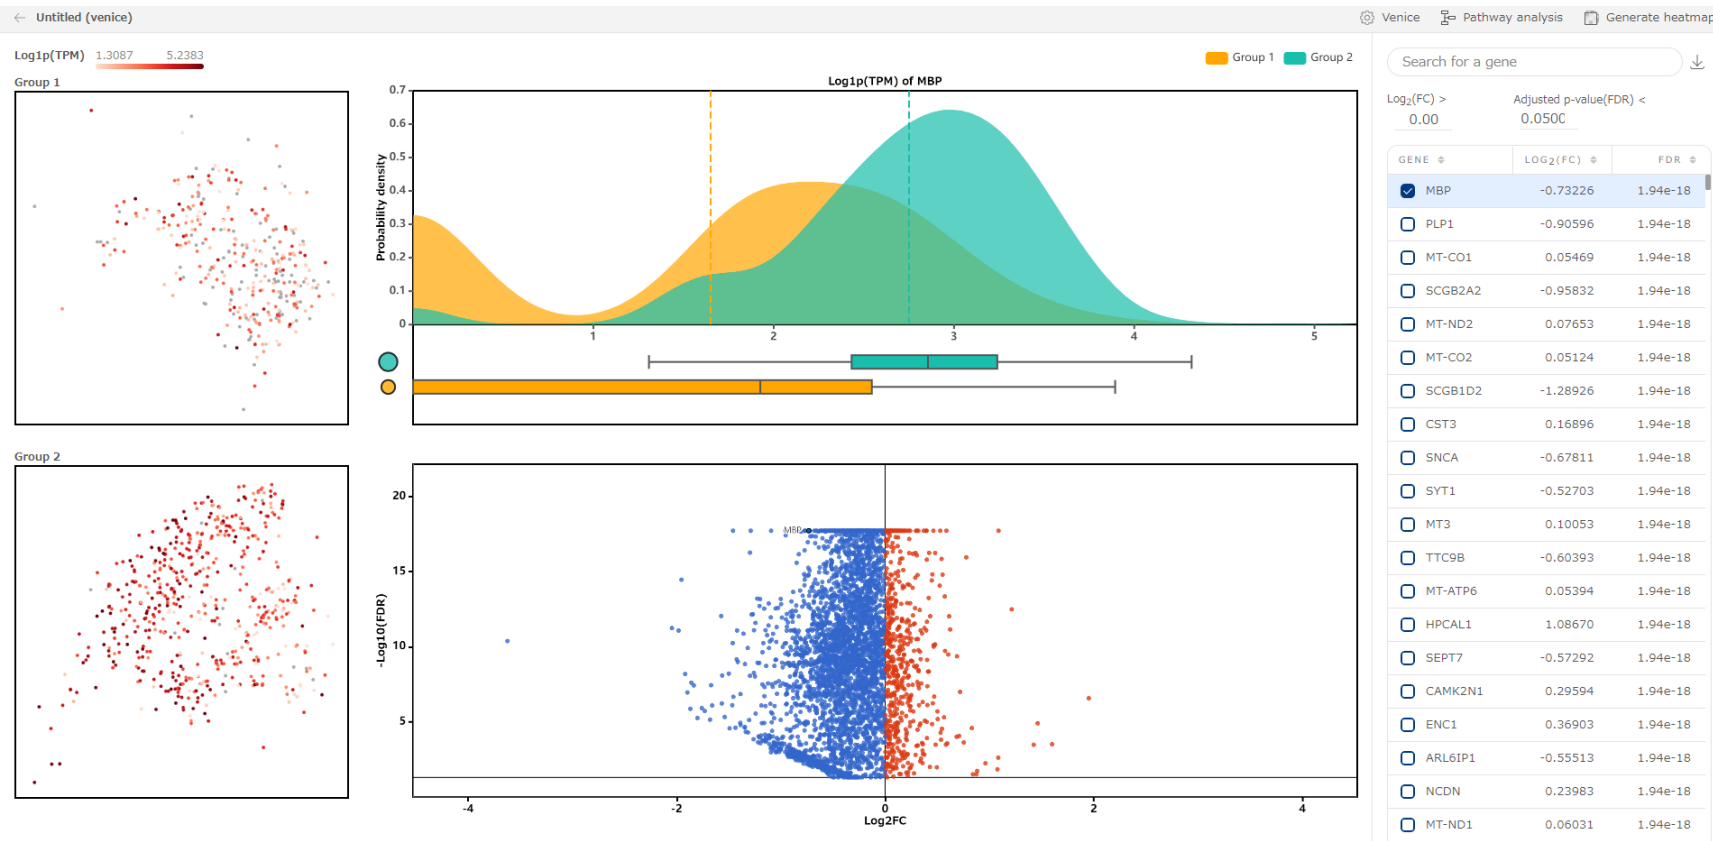 Untitled (venice)
Venice Pathway analysis Generate heatmap
Log1p(TPM) 1.3087 5.2383
Group 1
Group 1 Group 2
Log1p(TPM) of MBP
0.7
0.6
0.5
0.4
0.3
0.2
0.1
0
Probability density
1 2 3 4 5
Group 2
20
15
10
5
-Log10(FDR)
MBP
-4 -2 0 2 4
Log2FC
Search for a gene
Log2(FC) > Adjusted p-value(FDR) <
0.00 0.0500
GENE LOG2(FC) FDR
MBP -0.73226 1.94e-18
PLP1 -0.90596 1.94e-18
MT-CO1 0.05469 1.94e-18
SCGB2A2 -0.95832 1.94e-18
MT-ND2 0.07653 1.94e-18
MT-CO2 0.05124 1.94e-18
SCGB1D2 -1.28926 1.94e-18
CST3 0.16896 1.94e-18
SNCA -0.67811 1.94e-18
SYT1 -0.52703 1.94e-18
MT3 0.10053 1.94e-18
TTC9B -0.60393 1.94e-18
MT-ATP6 0.05394 1.94e-18
HPCAL1 1.08670 1.94e-18
SEPT7 -0.57292 1.94e-18
CAMK2N1 0.29594 1.94e-18
ENC1 0.36903 1.94e-18
ARL6IP1 -0.55513 1.94e-18
NCDN 0.23983 1.94e-18
MT-ND1 0.06031 1.94e-18